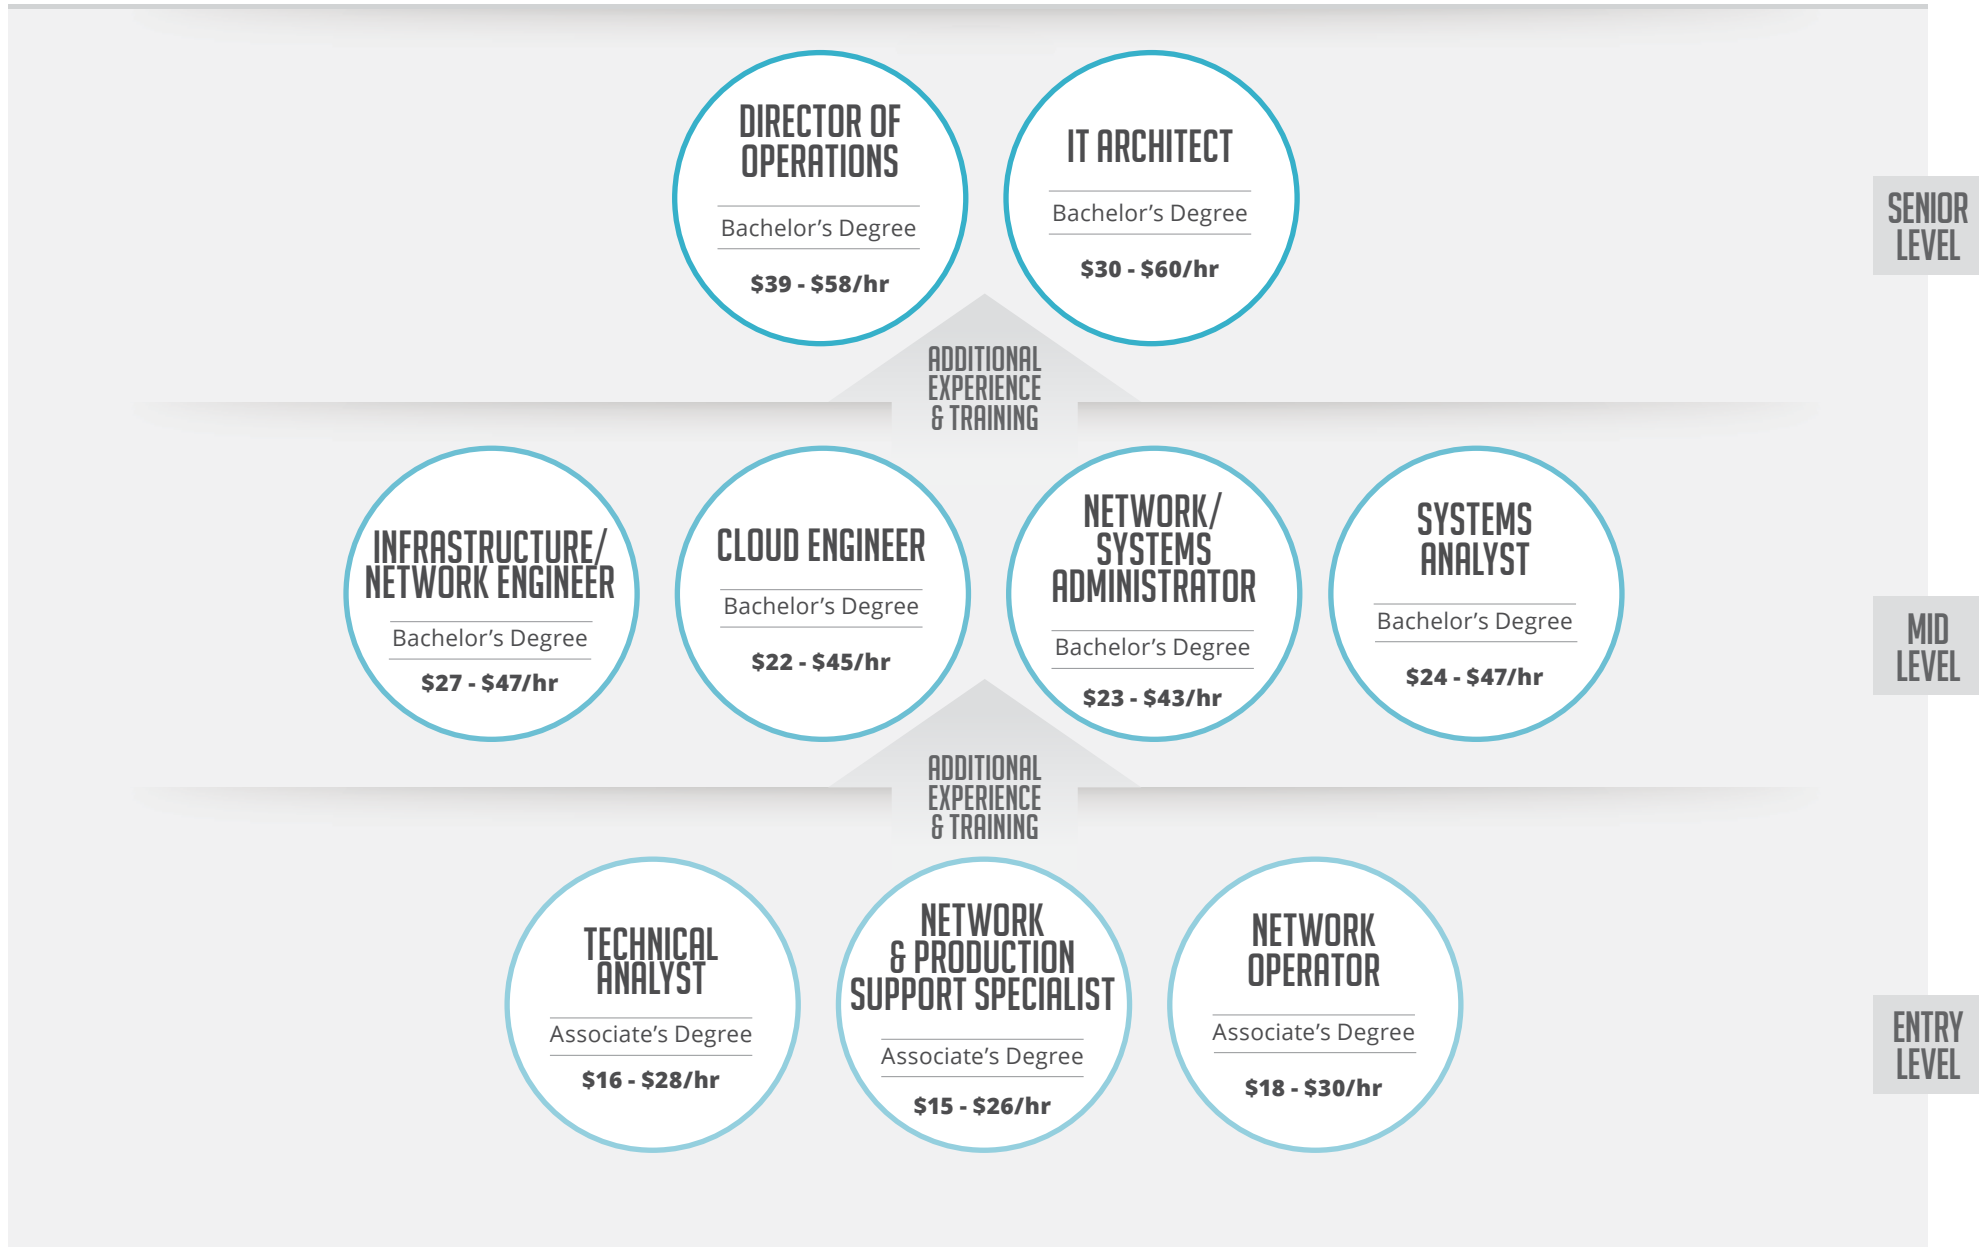 DIRECTOR OF
OPERATIONS
Bachelor’s Degree
$39 - $58/hr
IT ARCHITECT
Bachelor’s Degree
$30 - $60/hr
SENIOR
LEVEL
ADDITIONAL
EXPERIENCE
& TRAINING
INFRASTRUCTURE/
NETWORK ENGINEER
Bachelor’s Degree
$27 - $47/hr
CLOUD ENGINEER
Bachelor’s Degree
$22 - $45/hr
NETWORK/
SYSTEMS
ADMINISTRATOR
Bachelor’s Degree
$23 - $43/hr
SYSTEMS
ANALYST
Bachelor’s Degree
$24 - $47/hr
MID
LEVEL
ADDITIONAL
EXPERIENCE
& TRAINING
TECHNICAL
ANALYST
Associate’s Degree
$16 - $28/hr
NETWORK
& PRODUCTION
SUPPORT SPECIALIST
Associate’s Degree
$15 - $26/hr
NETWORK
OPERATOR
Associate’s Degree
$18 - $30/hr
ENTRY
LEVEL